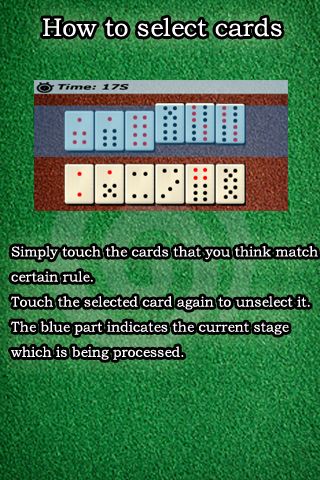 How to select cards
Time: 17S
Simply touch the cards that you think match
certain rule.
Touch the selected card again to unselect it.
The blue part indicates the current stage
which is being processed.